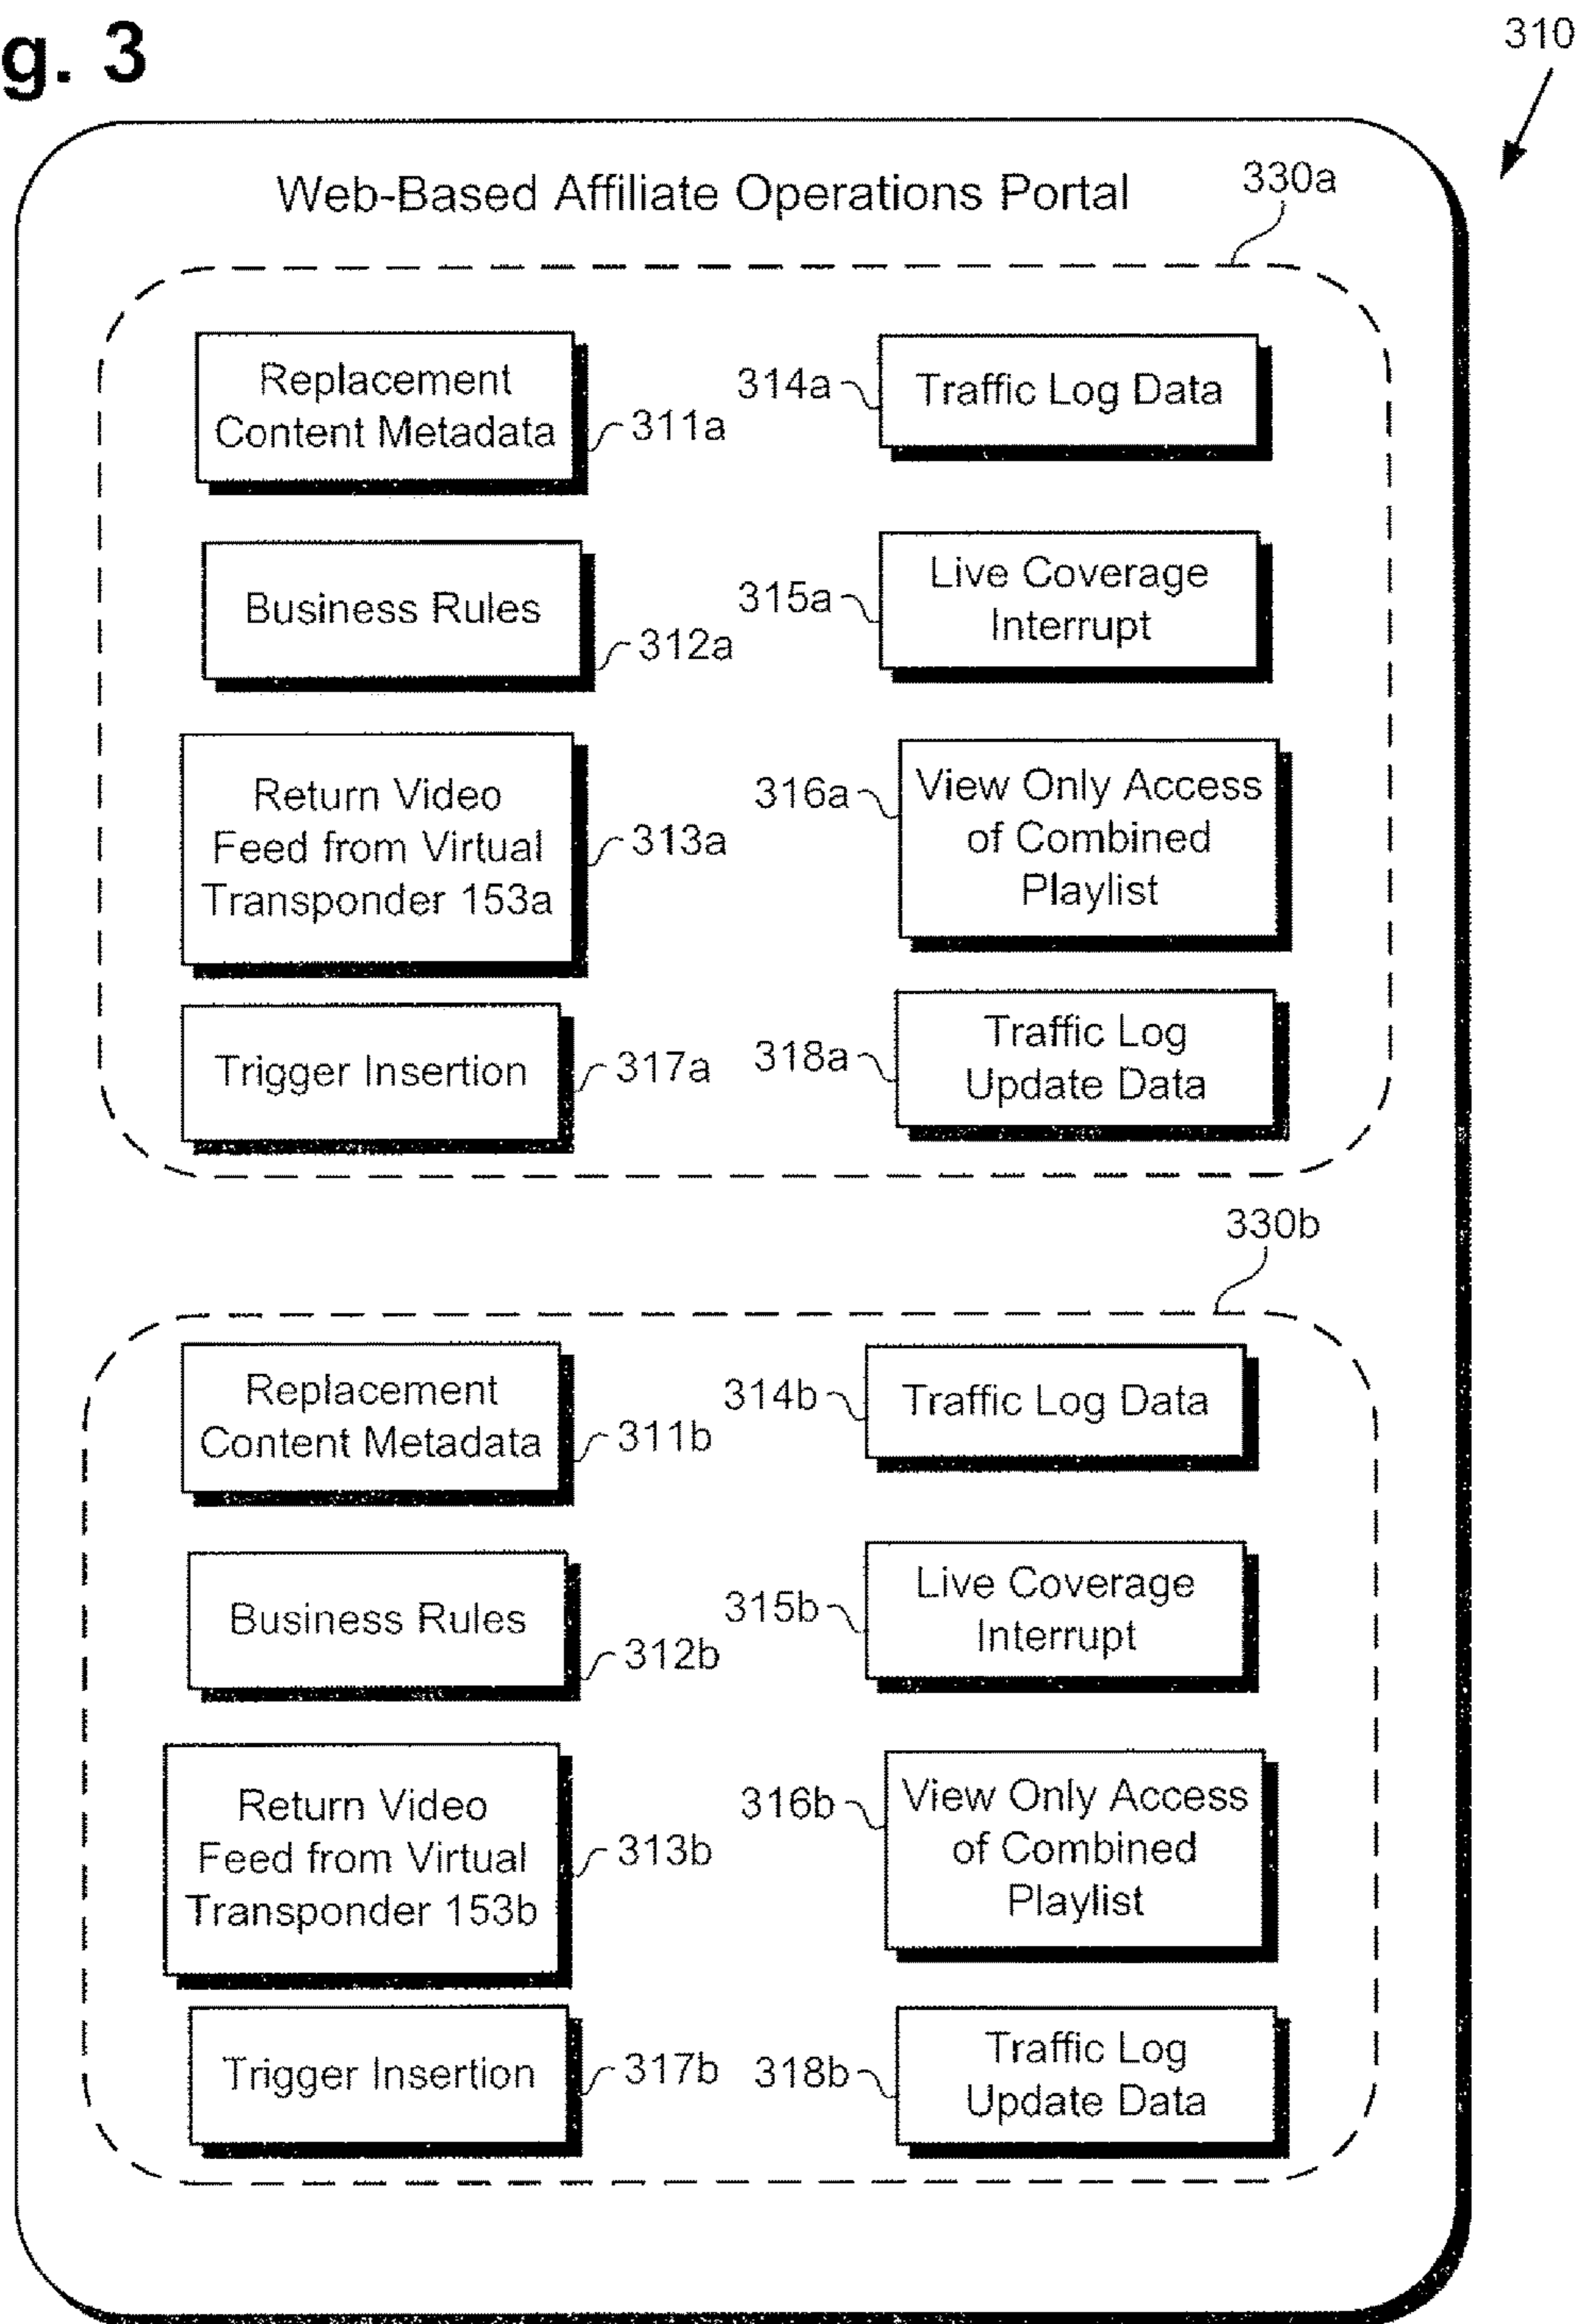 g. 3
310
Web-Based Affiliate Operations Portal
330a
Replacement
Content Metadata
311a
314a
Traffic Log Data
Business Rules
312a
315a
Live Coverage
Interrupt
Return Video
Feed from Virtual
Transponder 153a
313a
316a
View Only Access
of Combined
Playlist
Trigger Insertion
317a
318a
Traffic Log
Update Data
330b
Replacement
Content Metadata
311b
314b
Traffic Log Data
Business Rules
312b
315b
Live Coverage
Interrupt
Return Video
Feed from Virtual
Transponder 153b
313b
316b
View Only Access
of Combined
Playlist
Trigger Insertion
317b
318b
Traffic Log
Update Data